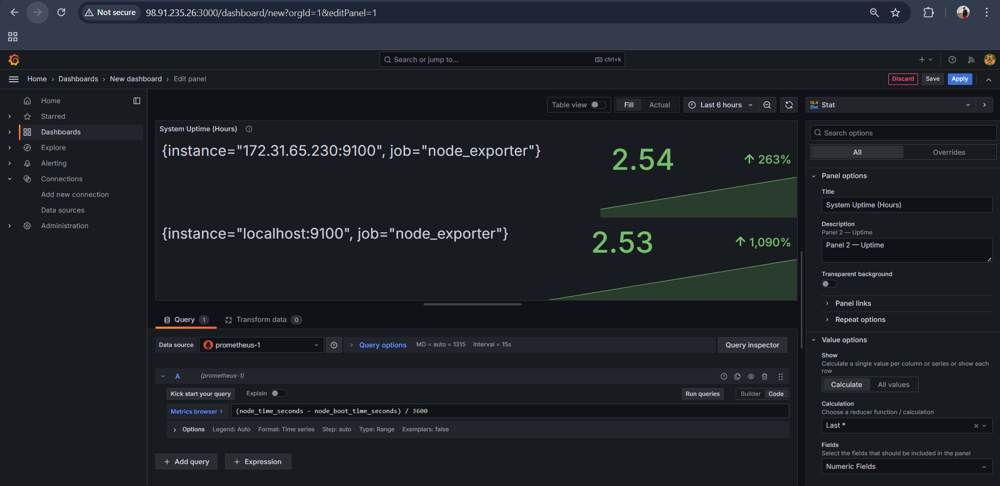 Not secure
98.91.235.26:3000/dashboard/new?orgId=1&editPanel=1
Search or jump to...
ctrl+k
Home › Dashboards › New dashboard › Edit panel
Discard
Save
Apply
Home
Starred
Dashboards
Explore
Alerting
Connections
Add new connection
Data sources
Administration
Table view
Fill
Actual
Last 6 hours
System Uptime (Hours)
{instance="172.31.65.230:9100", job="node_exporter"}
2.54
263%
{instance="localhost:9100", job="node_exporter"}
2.53
1,090%
Query 1
Transform data 0
Data source
prometheus-1
Query options
MD = auto = 1315
Interval = 15s
Query inspector
A
(prometheus-1)
Kick start your query
Explain
Run queries
Builder
Code
Metrics browser
(node_time_seconds - node_boot_time_seconds) / 3600
Options
Legend: Auto
Format: Time series
Step: auto
Type: Range
Exemplars: false
+ Add query
+ Expression
12.4
Stat
Search options
All
Overrides
Panel options
Title
System Uptime (Hours)
Description
Panel 2 — Uptime
Panel 2 — Uptime
Transparent background
Panel links
Repeat options
Value options
Show
Calculate a single value per column or series or show each
row
Calculate
All values
Calculation
Choose a reducer function / calculation
Last *
Fields
Select the fields that should be included in the panel
Numeric Fields